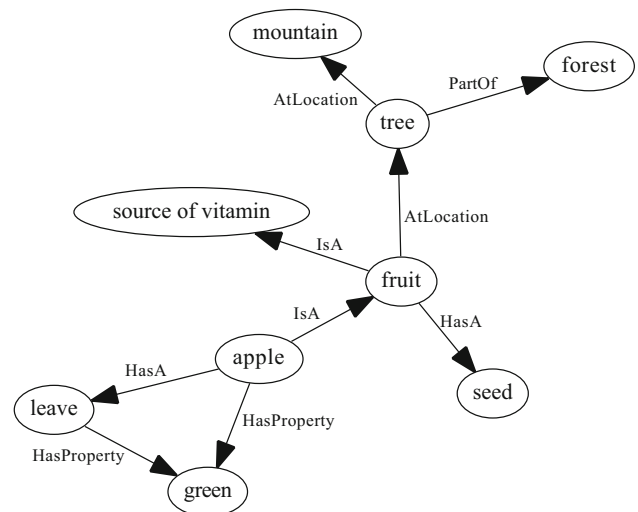 mountain
forest
PartOf
AtLocation
tree
source of vitamin
AtLocation
IsA
fruit
IsA
HasA
apple
HasA
seed
leave
HasProperty
HasProperty
green